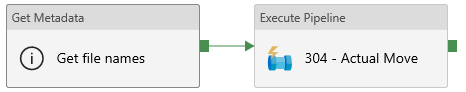 Get Metadata
Get file names
Execute Pipeline
304 - Actual Move